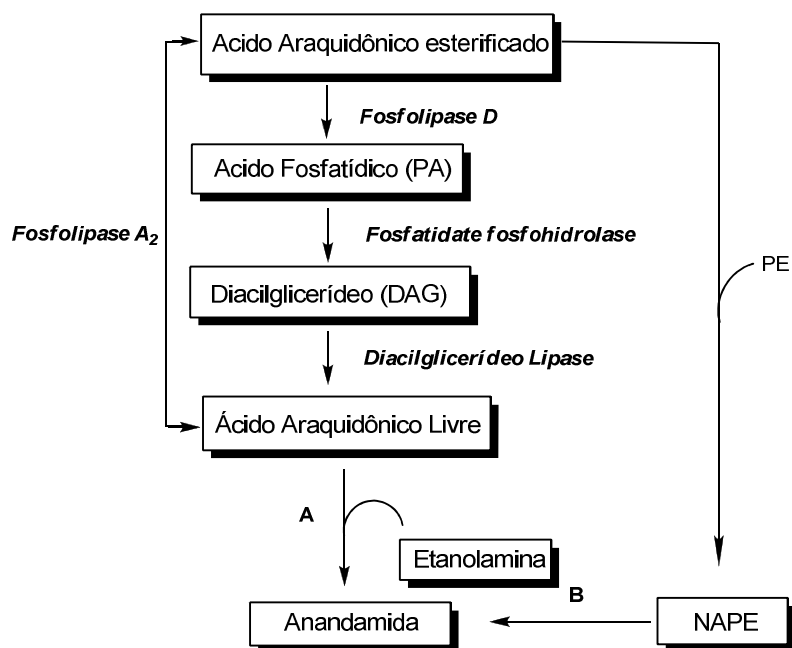 Acido Araquidônico esterificado
Fosfolipase D
Acido Fosfatídico (PA)
Fosfolipase A2
Fosfatidate fosfohidrolase
PE
Diacilglicerídeo (DAG)
Diacilglicerídeo Lipase
Ácido Araquidônico Livre
A
Etanolamina
B
Anandamida
NAPE